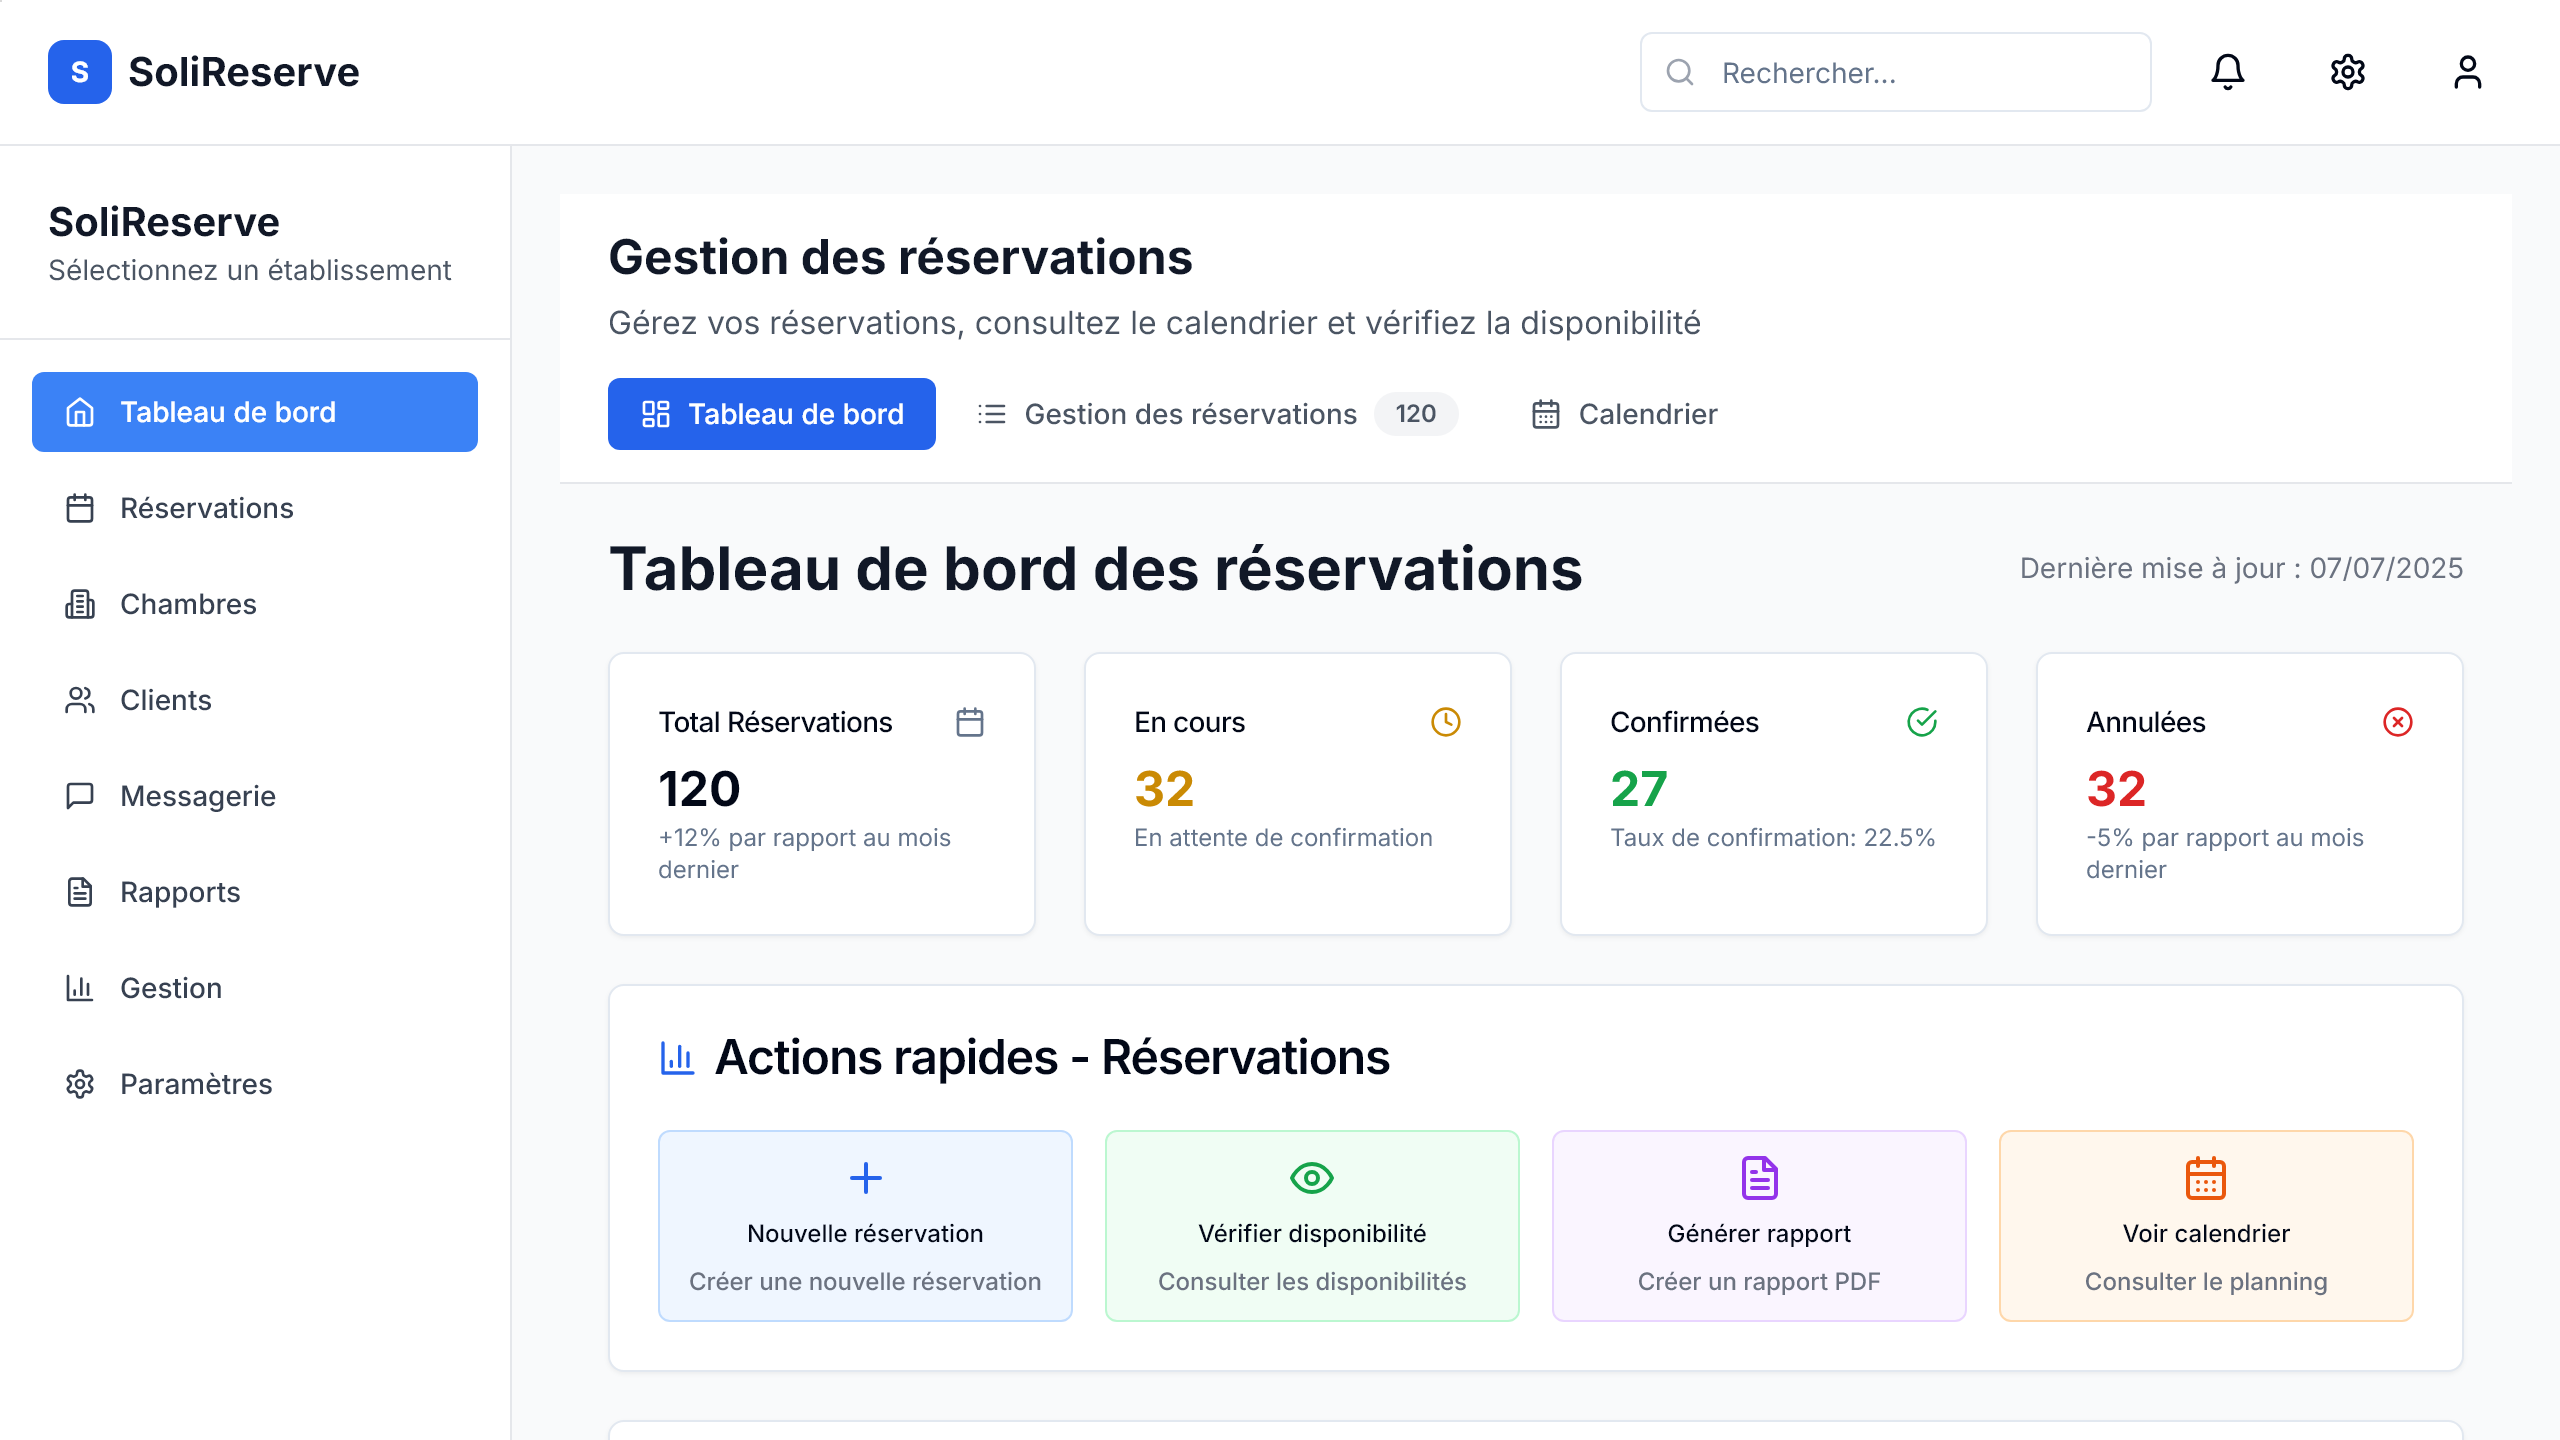 S
SoliReserve
Rechercher...
SoliReserve
Sélectionnez un établissement
Tableau de bord
Réservations
Chambres
Clients
Messagerie
Rapports
Gestion
Paramètres
Gestion des réservations
Gérez vos réservations, consultez le calendrier et vérifiez la disponibilité
Tableau de bord
Gestion des réservations 120
Calendrier
Tableau de bord des réservations
Dernière mise à jour : 07/07/2025
Total Réservations
120
+12% par rapport au mois
dernier
En cours
32
En attente de confirmation
Confirmées
27
Taux de confirmation: 22.5%
Annulées
32
-5% par rapport au mois
dernier
Actions rapides - Réservations
Nouvelle réservation
Créer une nouvelle réservation
Vérifier disponibilité
Consulter les disponibilités
Générer rapport
Créer un rapport PDF
Voir calendrier
Consulter le planning